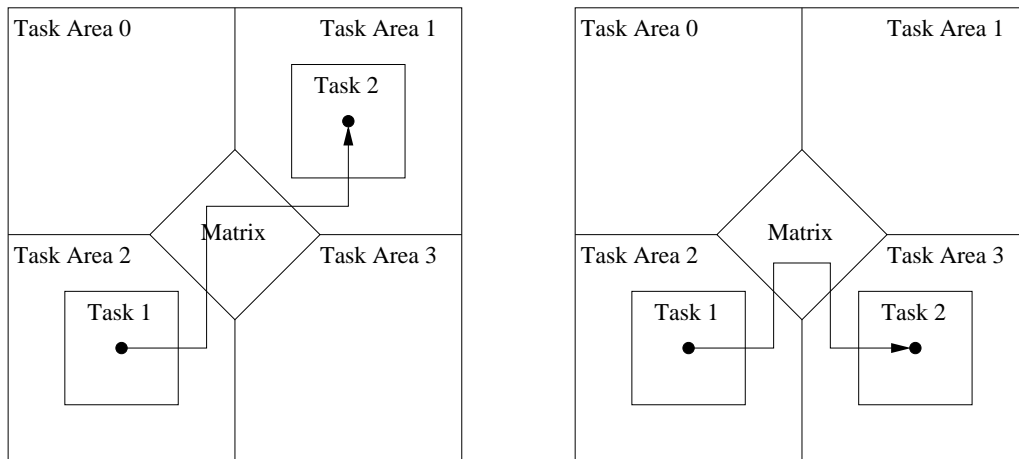 Task Area 0
Task Area 1
Task 2
Matrix
Task Area 2
Task Area 3
Task 1
Task Area 0
Task Area 1
Matrix
Task Area 2
Task Area 3
Task 1
Task 2